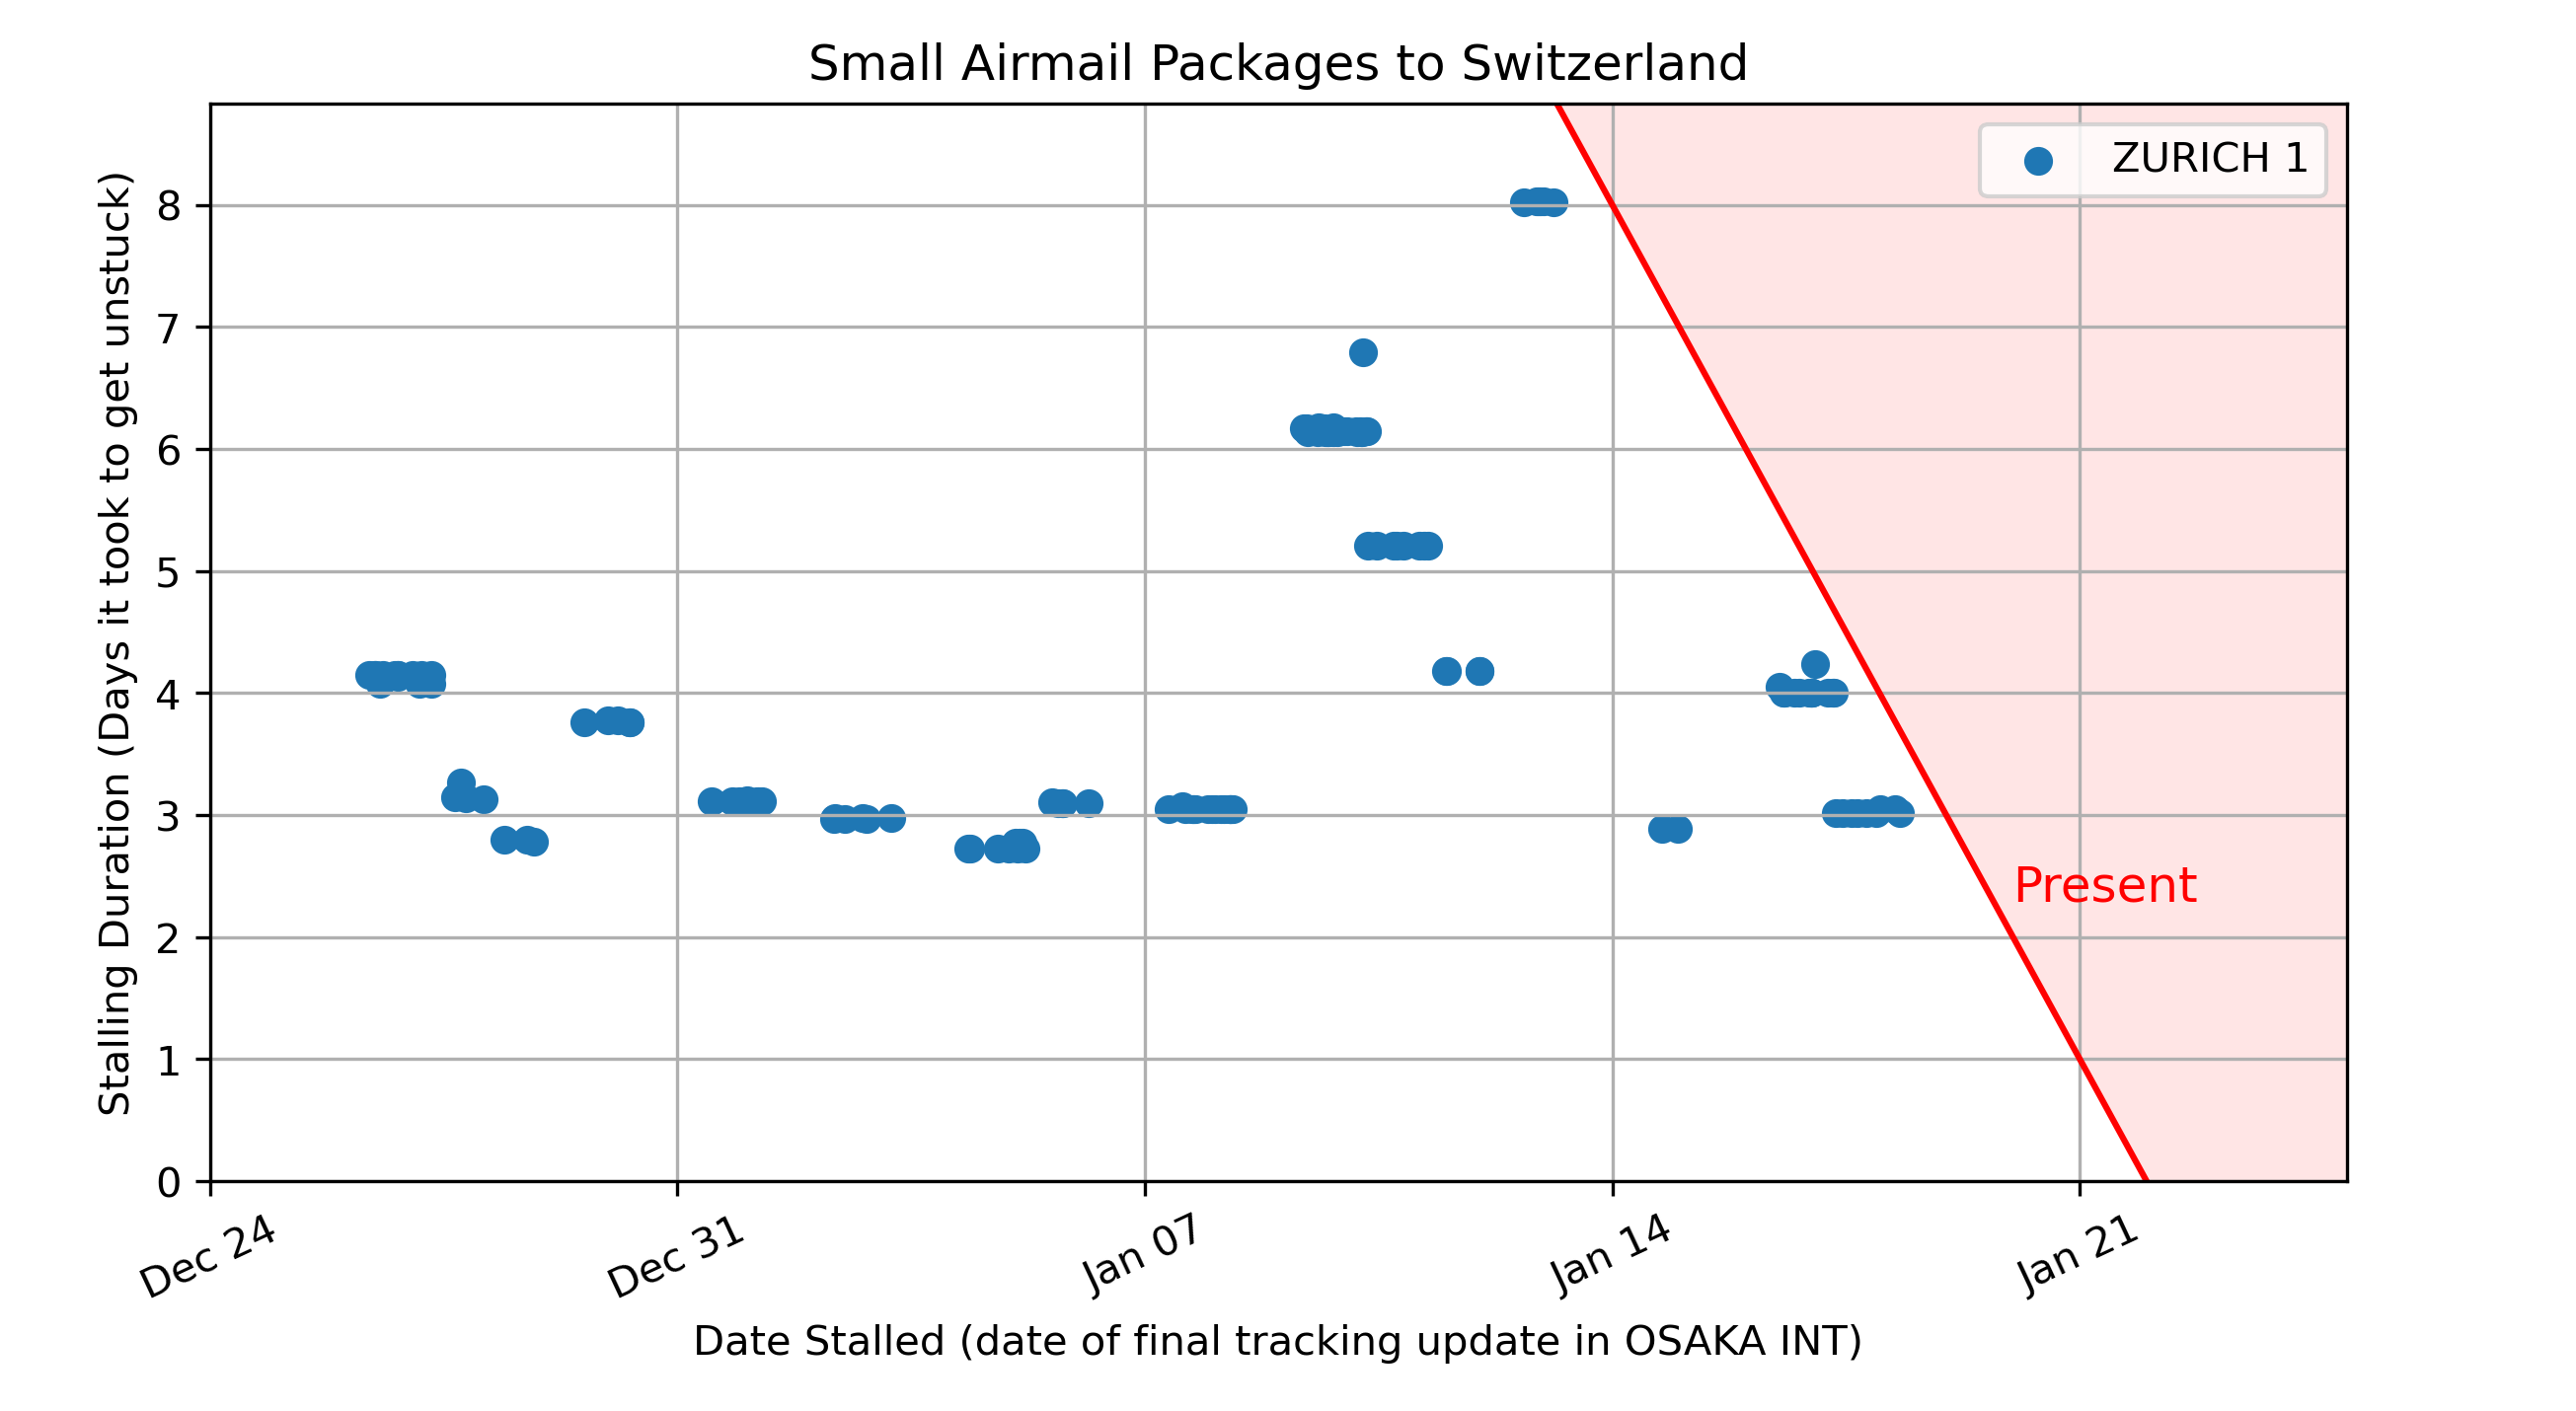 Small Airmail Packages to Switzerland
Stalling Duration (Days it took to get unstuck)
8
7
6
5
4
3
2
1
0
ZURICH 1
Present
Dec 24
Dec 31
Jan 07
Jan 14
Jan 21
Date Stalled (date of final tracking update in OSAKA INT)